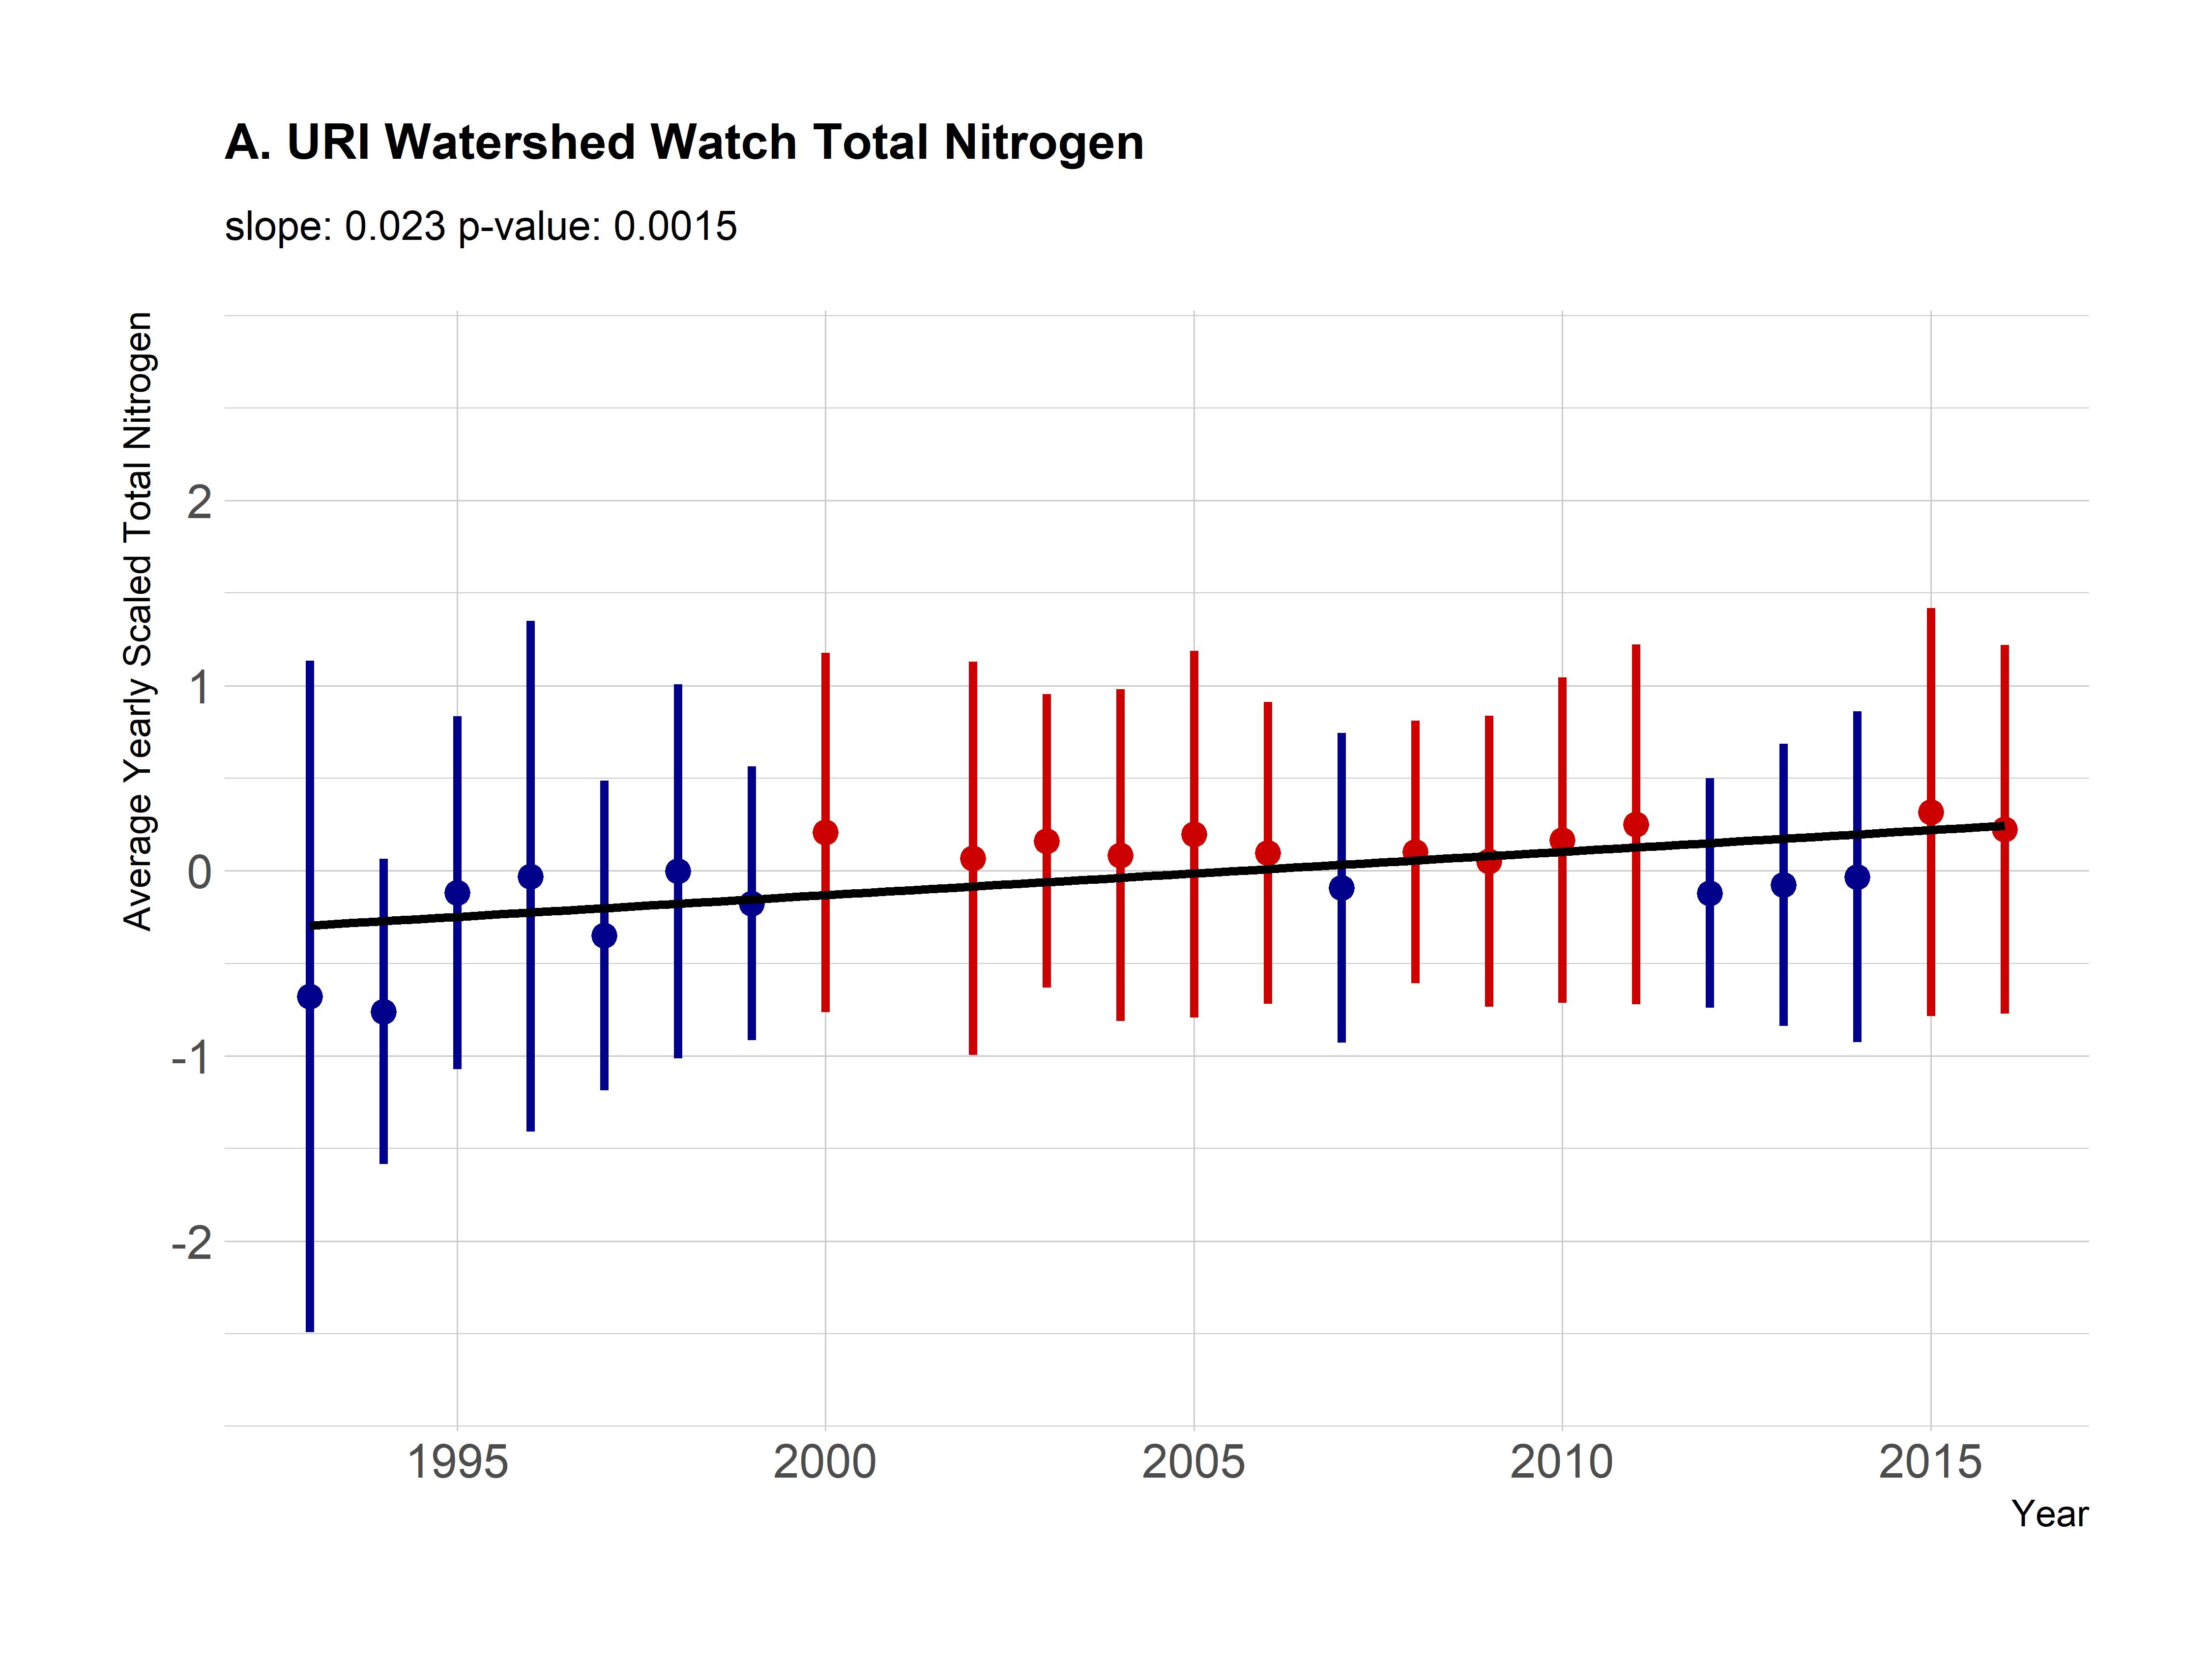 A. URI Watershed Watch Total Nitrogen
slope: 0.023 p-value: 0.0015
Average Yearly Scaled Total Nitrogen
2
1
0
-1
-2
1995 2000 2005 2010 2015
Year